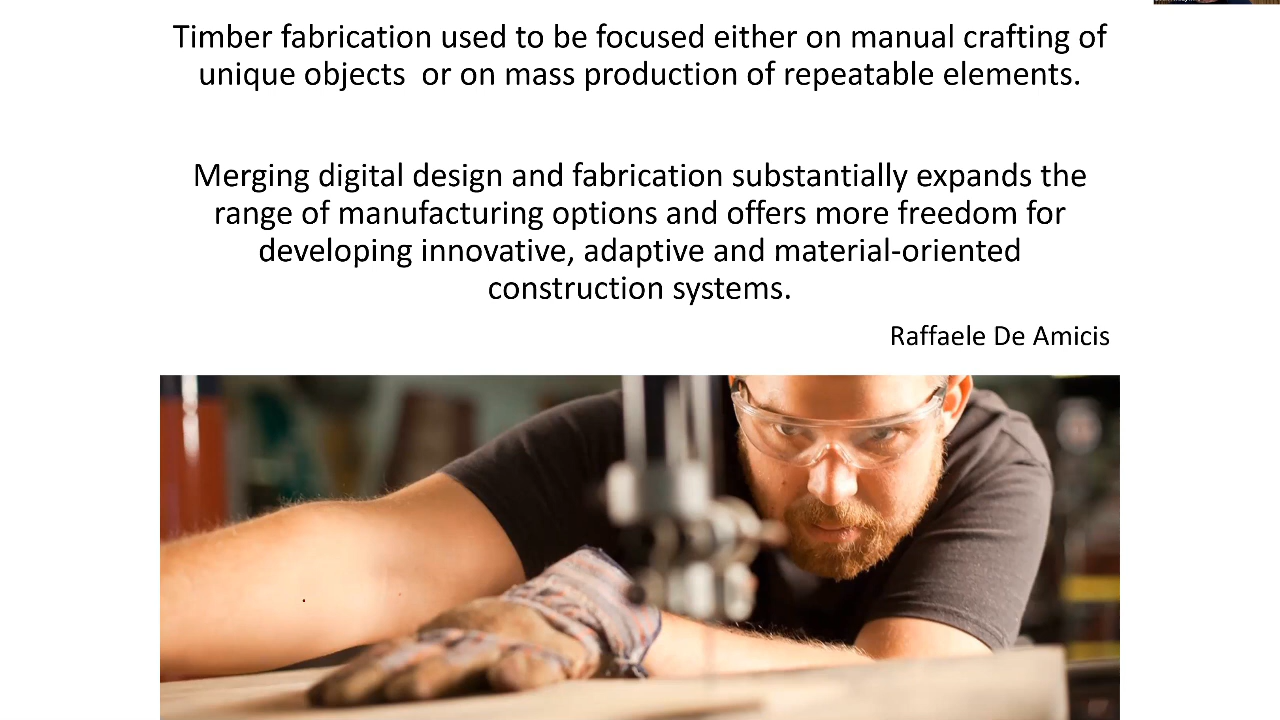 Timber fabrication used to be focused either on manual crafting of
unique objects  or on mass production of repeatable elements.
Merging digital design and fabrication substantially expands the
range of manufacturing options and offers more freedom for
developing innovative, adaptive and material-oriented
construction systems.
Raffaele De Amicis